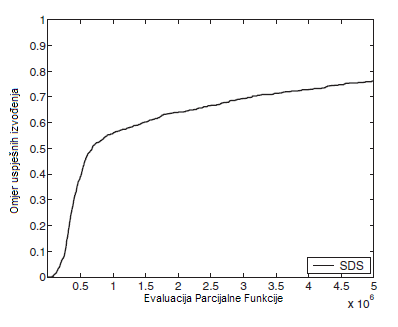 1
0.9
0.8
0.7
0.6
0.5
0.4
0.3
0.2
0.1
0
Omjer uspješnih izvođenja
0.5 1 1.5 2 2.5 3 3.5 4 4.5 5
Evaluacija Parcijalne Funkcije
x 10^6
SDS